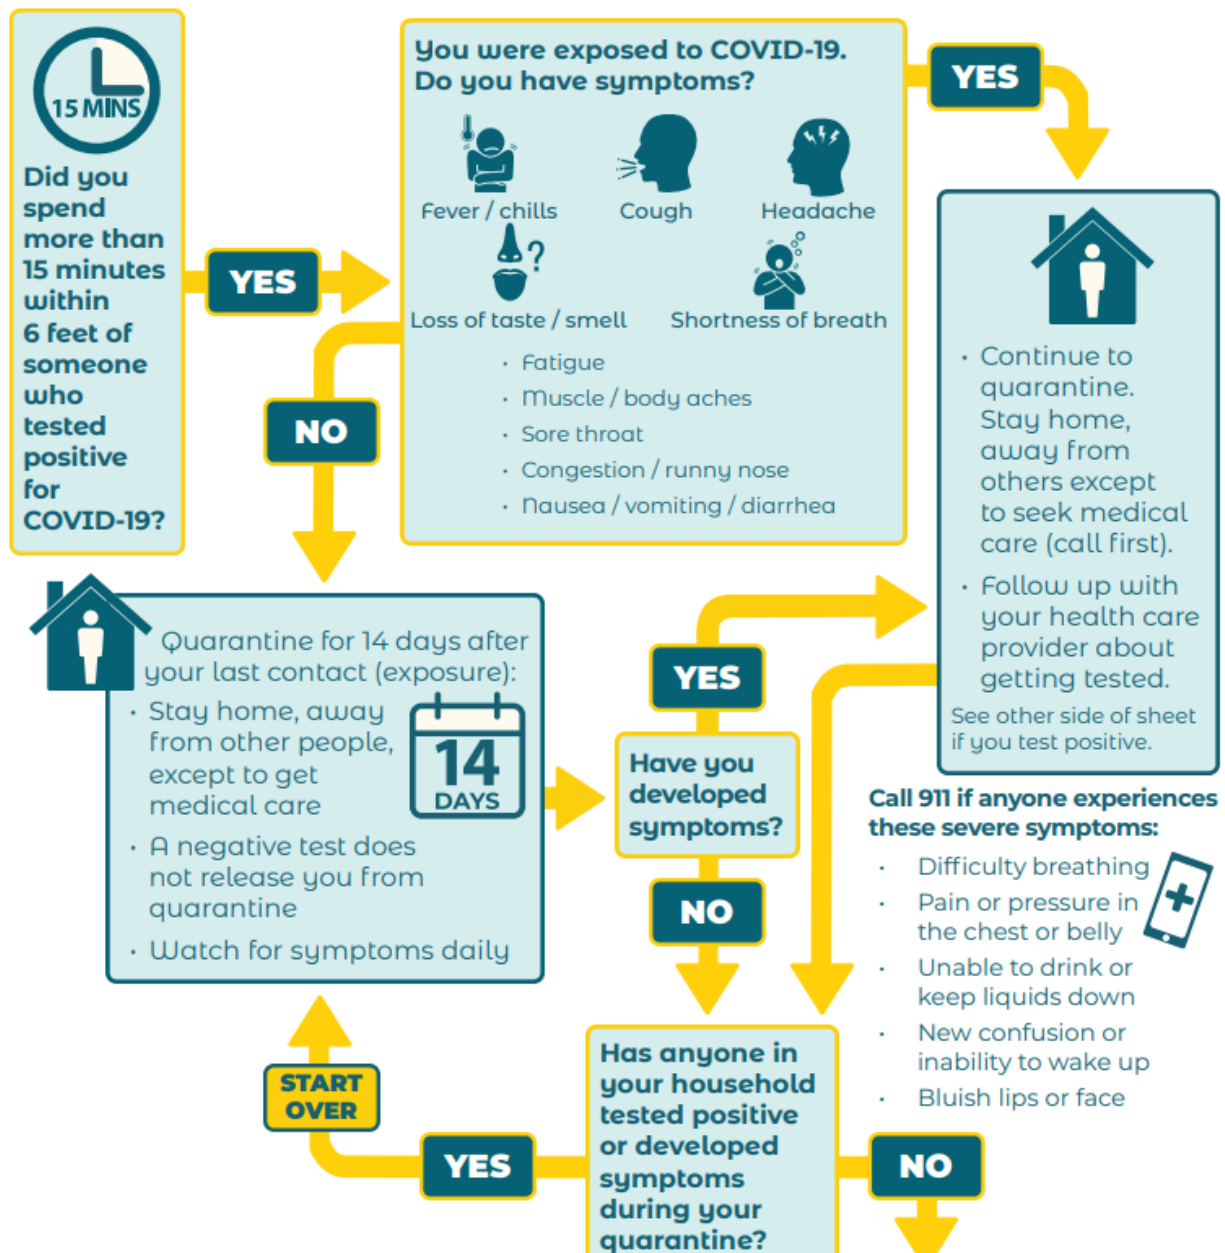 15 MINS
Did you
spend
more than
15 minutes
within
6 feet of
someone
who
tested
positive
for
COVID-19?
YES
You were exposed to COVID-19.
Do you have symptoms?
Fever / chills
Cough
Headache
?
Loss of taste / smell
Shortness of breath
· Fatigue
· Muscle / body aches
· Sore throat
· Congestion / runny nose
· Nausea / vomiting / diarrhea
YES
NO
· Continue to
quarantine.
Stay home,
away from
others except
to seek medical
care (call first).
· Follow up with
your health care
provider about
getting tested.
See other side of sheet
if you test positive.
Quarantine for 14 days after
your last contact (exposure):
· Stay home, away
from other people,
except to get
medical care
· A negative test does
not release you from
quarantine
· Watch for symptoms daily
14
DAYS
YES
Have you
developed
symptoms?
NO
Call 911 if anyone experiences
these severe symptoms:
· Difficulty breathing
· Pain or pressure in
the chest or belly
· Unable to drink or
keep liquids down
· New confusion or
inability to wake up
· Bluish lips or face
Has anyone in
your household
tested positive
or developed
symptoms
during your
quarantine?
YES
START
OVER
NO